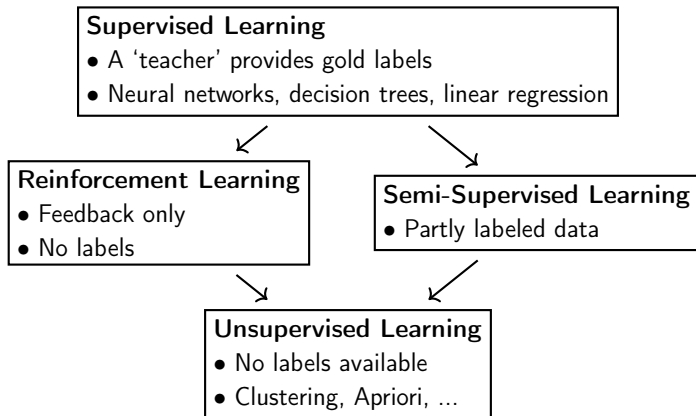 Supervised Learning
• A ‘teacher’ provides gold labels
• Neural networks, decision trees, linear regression
Reinforcement Learning
• Feedback only
• No labels
Semi-Supervised Learning
• Partly labeled data
Unsupervised Learning
• No labels available
• Clustering, Apriori, ...